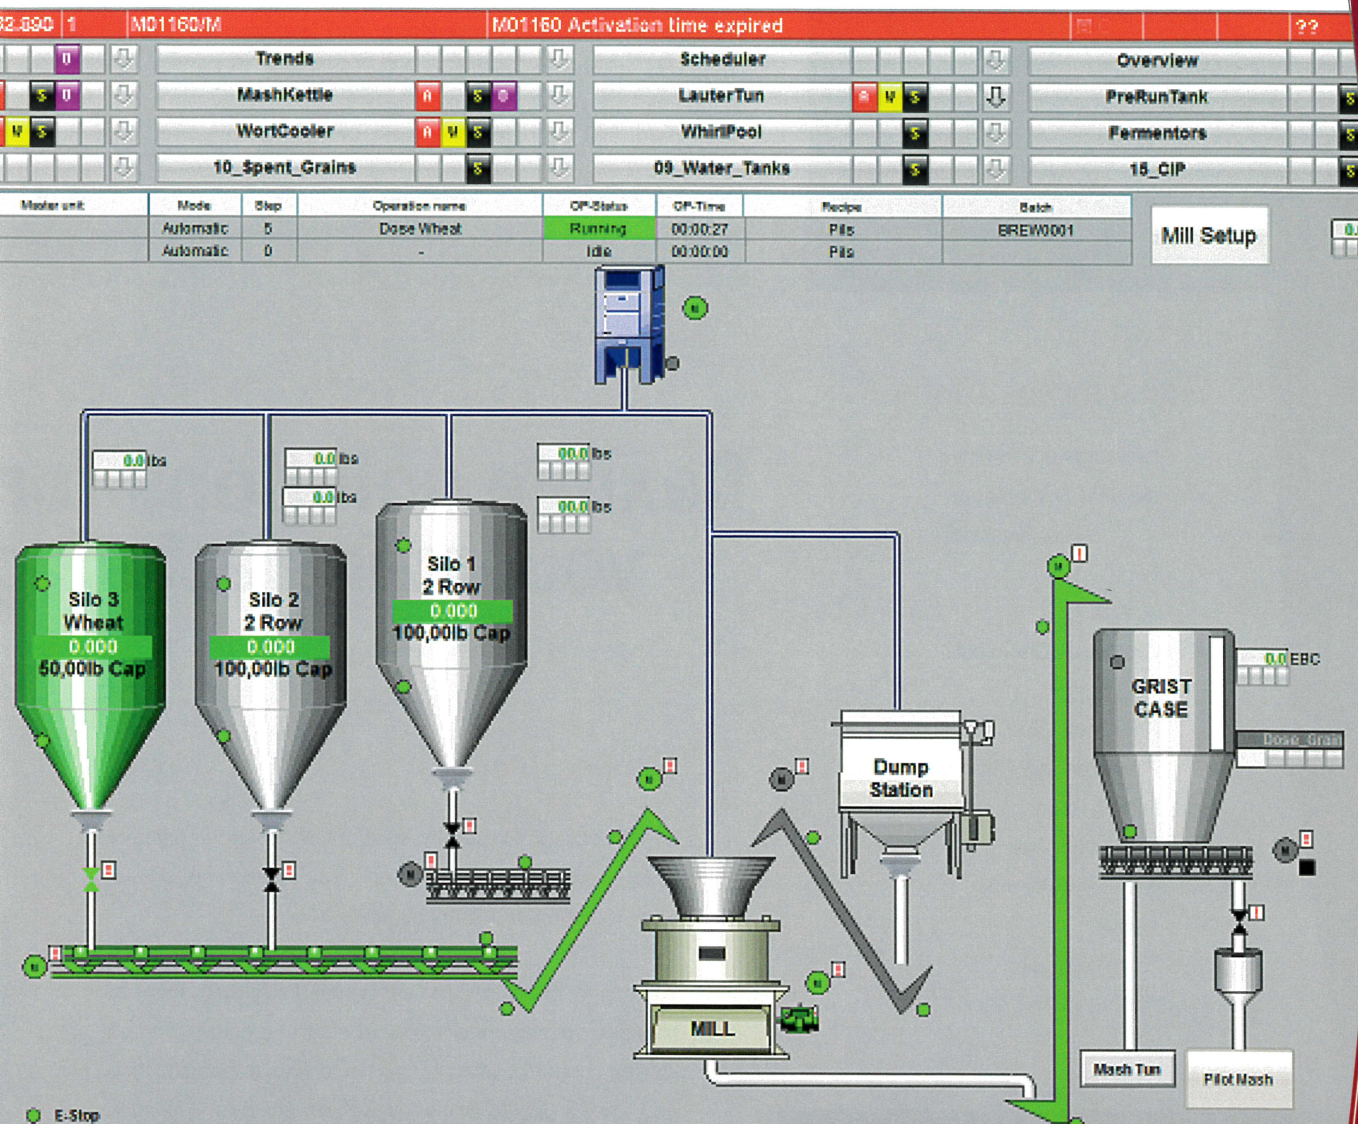 1 M01160/M M01160 Activation time expired ??
U Trends Scheduler Overview
S U MashKettle A S LauterTun A W S PreRunTank S
W S WortCooler A W S WhirlPool S Fermentors S
10_Spent_Grains S 09_Water_Tanks S 15_CIP S
Master unit Mode Step Operation name OP-Status OP-Time Recipe Batch
Automatic 5 Dose Wheat Running 00:00:27 Pils BREW0001
Automatic 0 - Idle 00:00:00 Pils
Mill Setup
0.0 lbs
0.0 lbs
0.0 lbs
00.0 lbs
00.0 lbs
Silo 3
Wheat
0.000
50,00lb Cap
Silo 2
2 Row
0.000
100,00lb Cap
Silo 1
2 Row
0.000
100,00lb Cap
Dump
Station
GRIST
CASE
0.0 EBC
Dose_Grain
MILL
Mash Tun
Pilot Mash
E-Stop